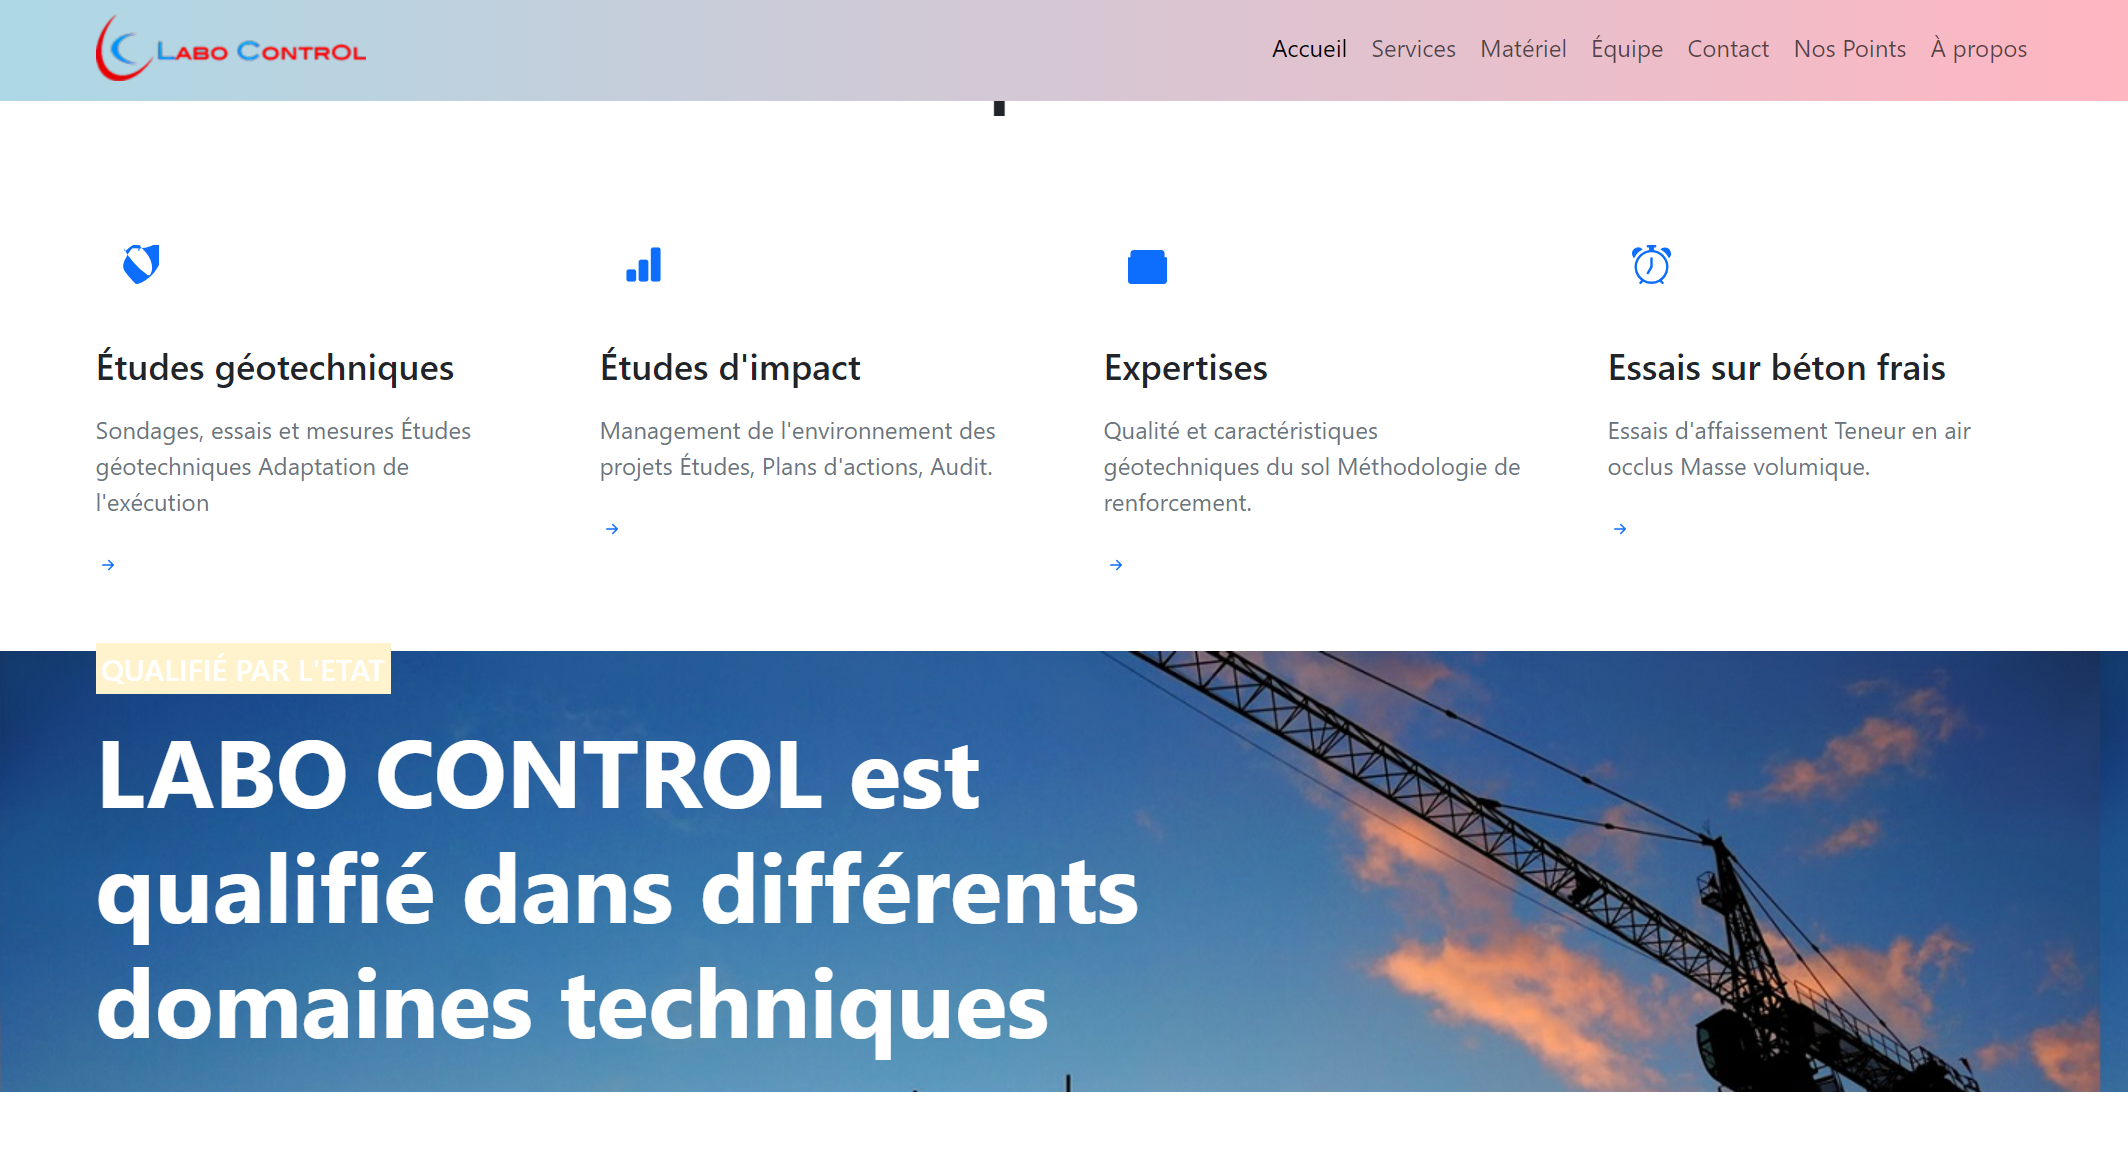 LABO CONTROL
Accueil Services Matériel Équipe Contact Nos Points À propos
Études géotechniques
Sondages, essais et mesures Études
géotechniques Adaptation de
l'exécution
Études d'impact
Management de l'environnement des
projets Études, Plans d'actions, Audit.
Expertises
Qualité et caractéristiques
géotechniques du sol Méthodologie de
renforcement.
Essais sur béton frais
Essais d'affaissement Teneur en air
occlus Masse volumique.
QUALIFIÉ PAR L'ETAT
LABO CONTROL est
qualifié dans différents
domaines techniques